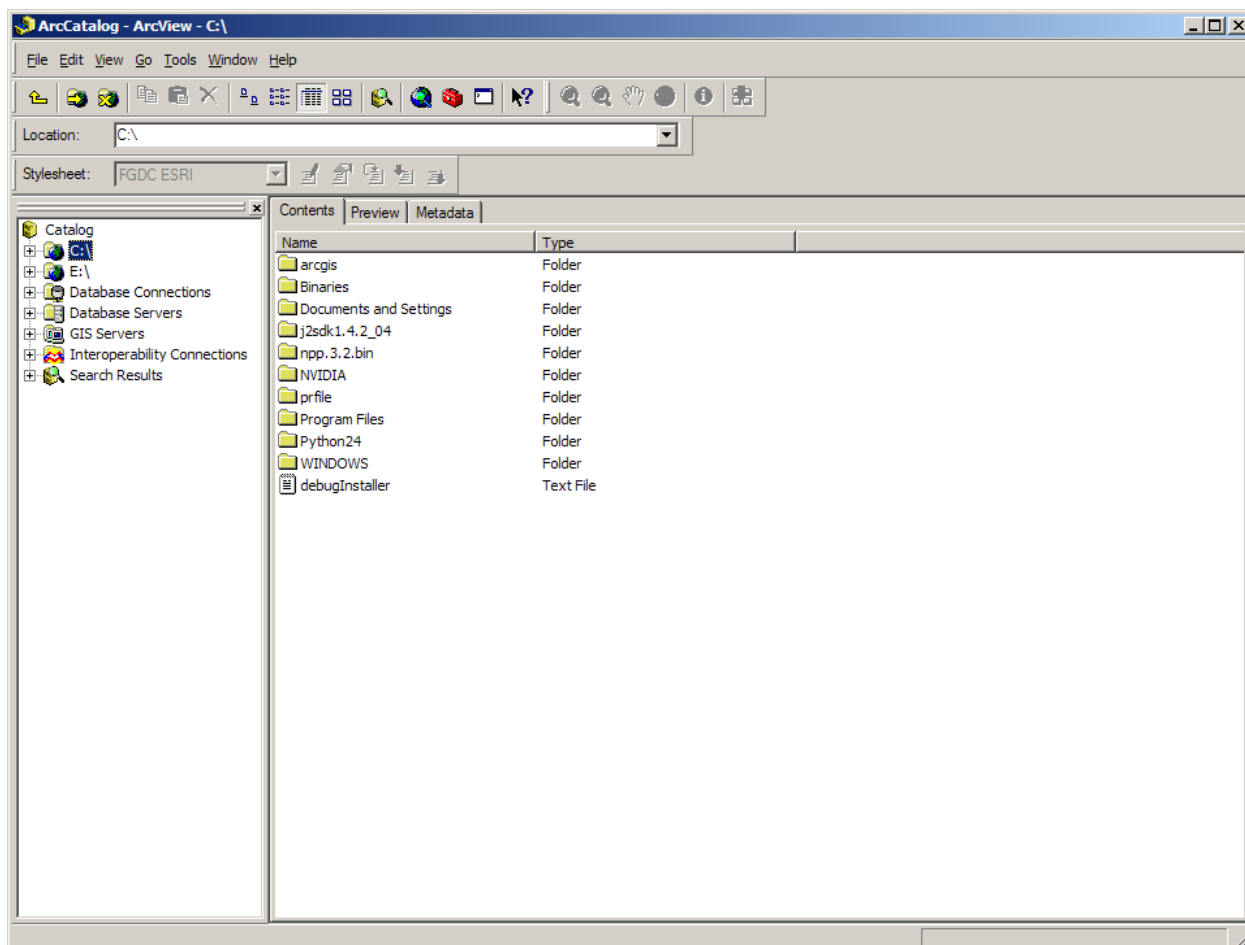 ArcCatalog - ArcView - C:\
File Edit View Go Tools Window Help
Location: C:\
Stylesheet: FGDC ESRI
Catalog
C:\
E:\
Database Connections
Database Servers
GIS Servers
Interoperability Connections
Search Results
Contents Preview Metadata
Name Type
arcgis Folder
Binaries Folder
Documents and Settings Folder
j2sdk1.4.2_04 Folder
npp.3.2.bin Folder
NVIDIA Folder
prfile Folder
Program Files Folder
Python24 Folder
WINDOWS Folder
debugInstaller Text File